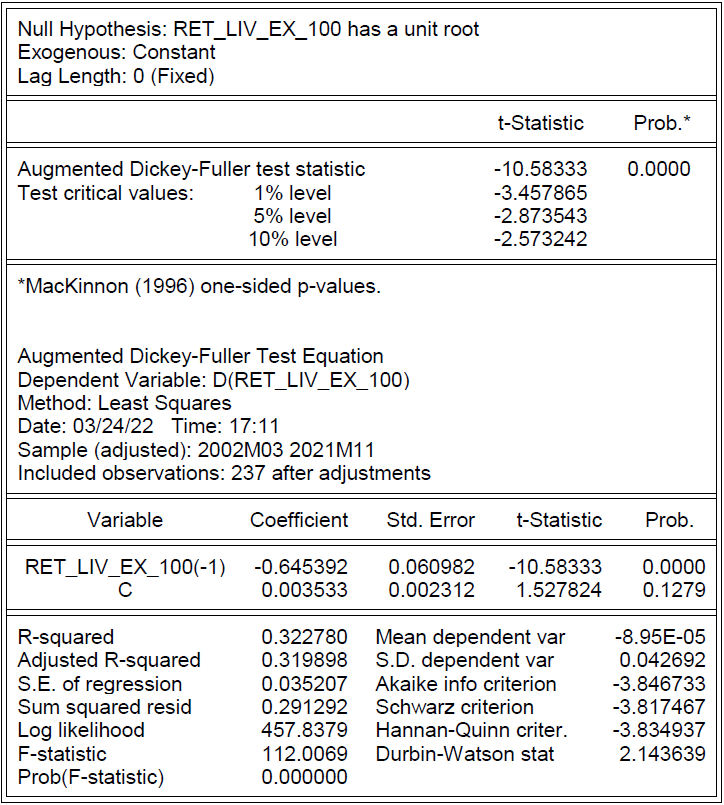 Null Hypothesis: RET_LIV_EX_100 has a unit root
Exogenous: Constant
Lag Length: 0 (Fixed)
t-Statistic Prob.*
Augmented Dickey-Fuller test statistic -10.58333 0.0000
Test critical values: 1% level -3.457865
5% level -2.873543
10% level -2.573242
*MacKinnon (1996) one-sided p-values.
Augmented Dickey-Fuller Test Equation
Dependent Variable: D(RET_LIV_EX_100)
Method: Least Squares
Date: 03/24/22 Time: 17:11
Sample (adjusted): 2002M03 2021M11
Included observations: 237 after adjustments
Variable Coefficient Std. Error t-Statistic Prob.
RET_LIV_EX_100(-1) -0.645392 0.060982 -10.58333 0.0000
C 0.003533 0.002312 1.527824 0.1279
R-squared 0.322780 Mean dependent var -8.95E-05
Adjusted R-squared 0.319898 S.D. dependent var 0.042692
S.E. of regression 0.035207 Akaike info criterion -3.846733
Sum squared resid 0.291292 Schwarz criterion -3.817467
Log likelihood 457.8379 Hannan-Quinn criter. -3.834937
F-statistic 112.0069 Durbin-Watson stat 2.143639
Prob(F-statistic) 0.000000